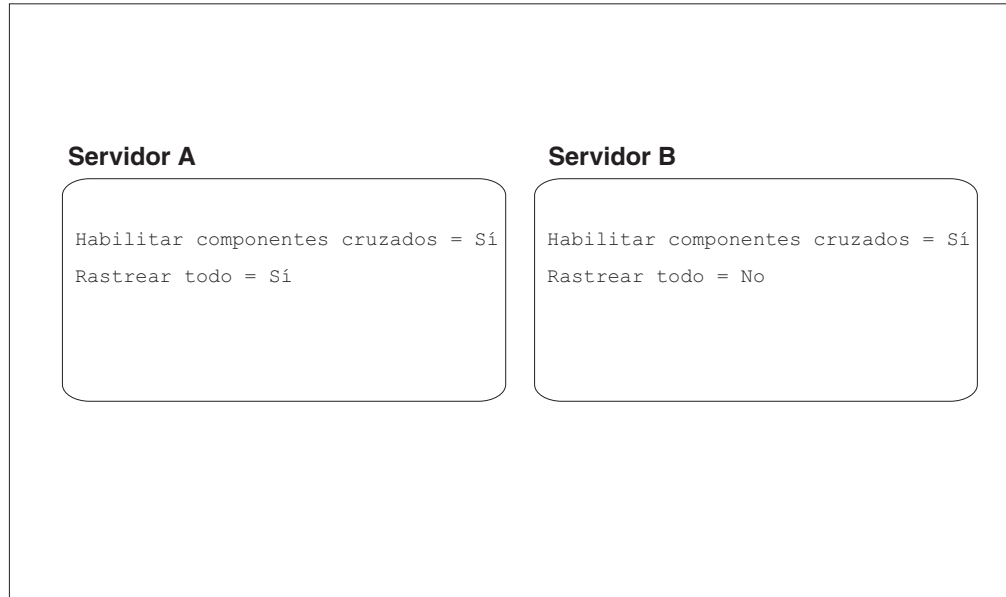 Servidor A
Habilitar componentes cruzados = Sí
Rastrear todo = Sí
Servidor B
Habilitar componentes cruzados = Sí
Rastrear todo = No